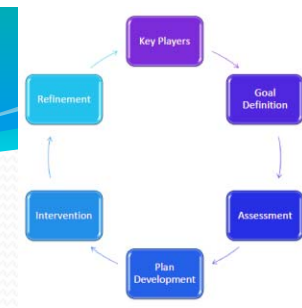 Key Players
Goal
Definition
Assessment
Plan
Development
Intervention
Refinement